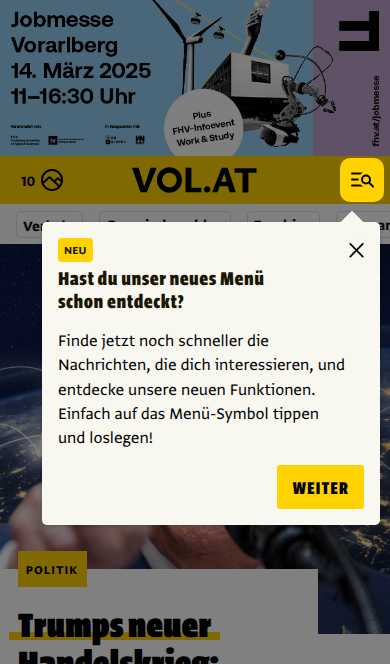 Jobmesse
Vorarlberg
14. März 2025
11–16:30 Uhr
Plus
FHV-Infoevent
Work & Study
fhv.at/jobmesse
10
VOL.AT
NEU
Hast du unser neues Menü
schon entdeckt?
Finde jetzt noch schneller die
Nachrichten, die dich interessieren, und
entdecke unsere neuen Funktionen.
Einfach auf das Menü-Symbol tippen
und loslegen!
WEITER
POLITIK
Trumps neuer
Handelskrieg: